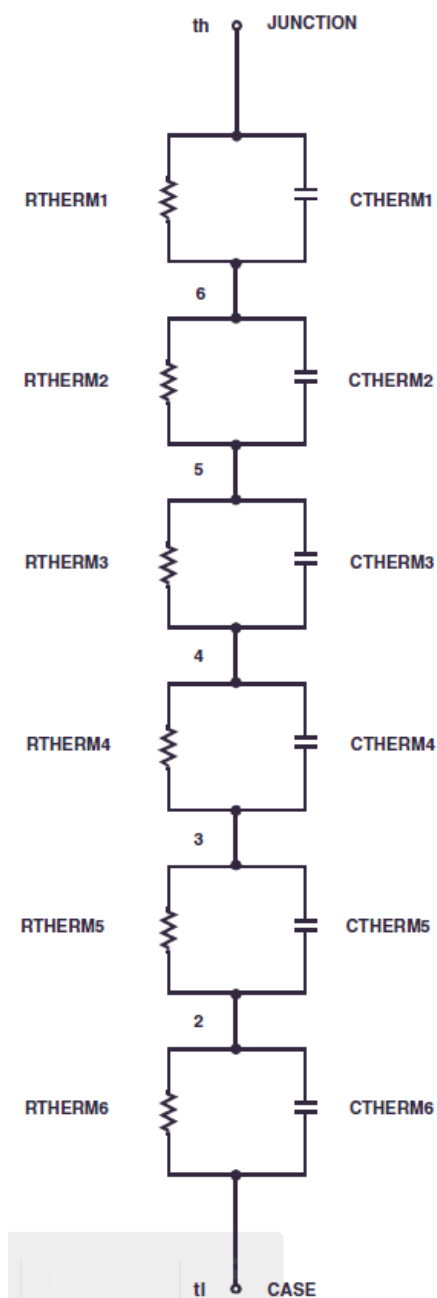 th JUNCTION
RTHERM1 CTHERM1
6
RTHERM2 CTHERM2
5
RTHERM3 CTHERM3
4
RTHERM4 CTHERM4
3
RTHERM5 CTHERM5
2
RTHERM6 CTHERM6
tl CASE